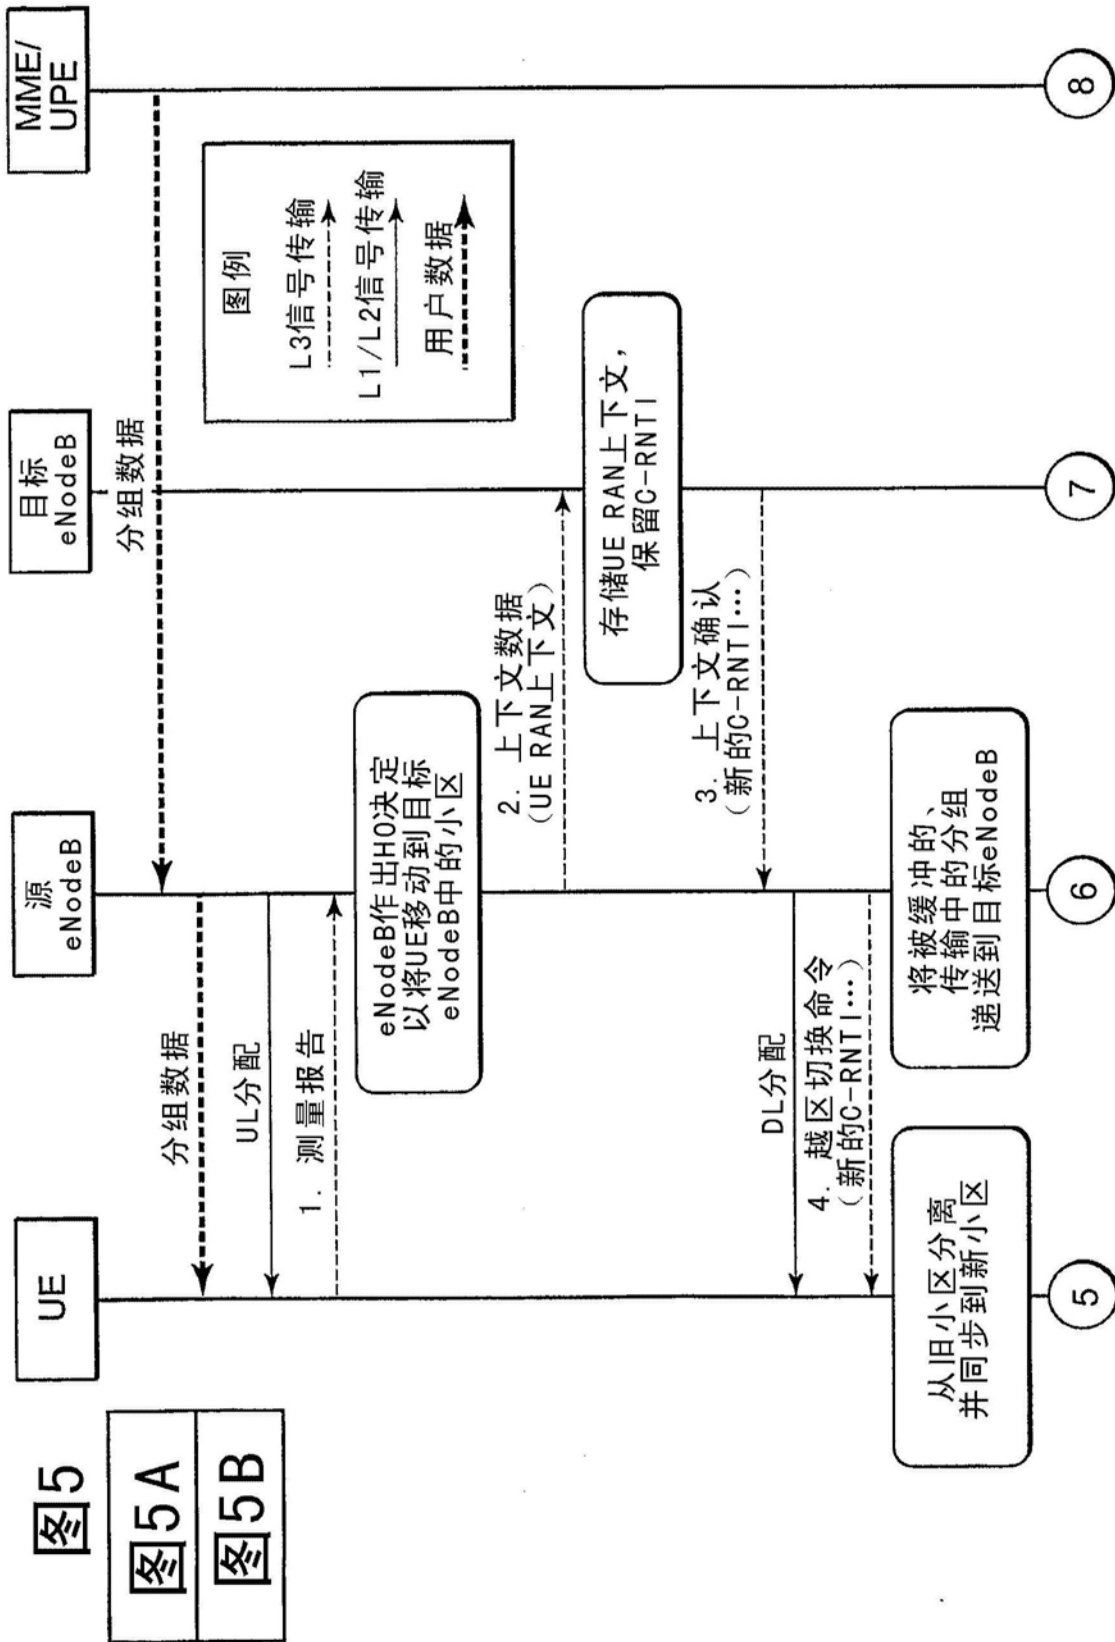 图5
图5A
图5B
UE
源
eNodeB
目标
eNodeB
MME/
UPE
分组数据
分组数据
图例
L3信号传输
L1/L2信号传输
用户数据
UL分配
1. 测量报告
eNodeB作出HO决定
以将UE移动到目标
eNodeB中的小区
2. 上下文数据
(UE RAN上下文)
存储UE RAN上下文,
保留C-RNTI
3. 上下文确认
(新的C-RNTI…)
DL分配
4. 越区切换命令
(新的C-RNTI…)
从旧小区分离
并同步到新小区
将被缓冲的、
传输中的分组
递送到目标eNodeB
5
6
7
8